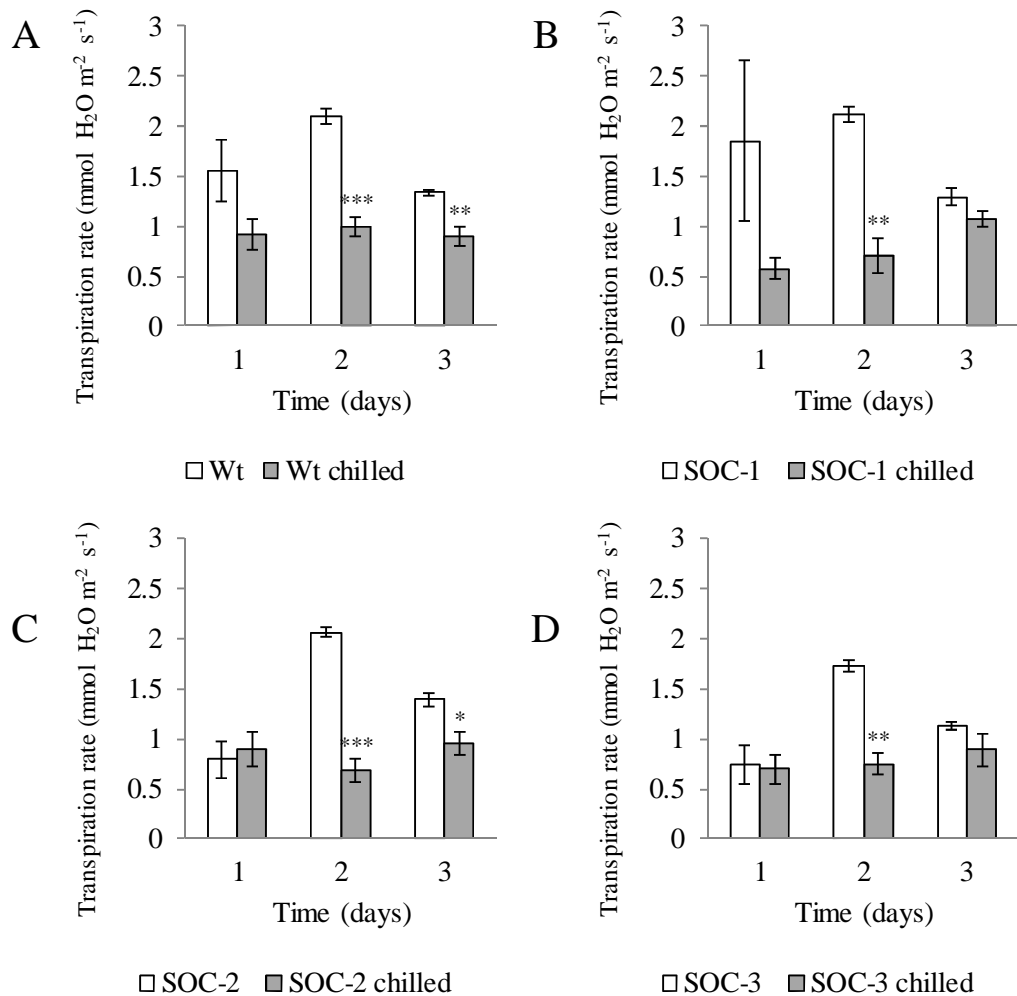 A
Transpiration rate (mmol H₂O m⁻² s⁻¹)
3
2.5
2
1.5
1
0.5
0
***
**
1 2 3
Time (days)
Wt Wt chilled
B
Transpiration rate (mmol H₂O m⁻² s⁻¹)
3
2.5
2
1.5
1
0.5
0
**
1 2 3
Time (days)
SOC-1 SOC-1 chilled
C
Transpiration rate (mmol H₂O m⁻² s⁻¹)
3
2.5
2
1.5
1
0.5
0
***
*
1 2 3
Time (days)
SOC-2 SOC-2 chilled
D
Transpiration rate (mmol H₂O m⁻² s⁻¹)
3
2.5
2
1.5
1
0.5
0
**
1 2 3
Time (days)
SOC-3 SOC-3 chilled